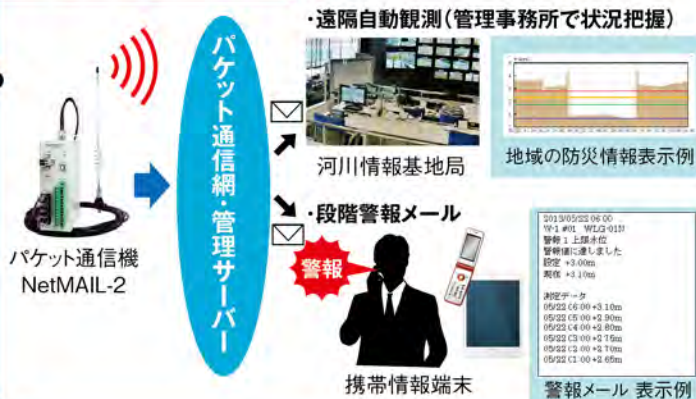 ・遠隔自動観測(管理事務所で状況把握)
パケット通信網・管理サーバー
河川情報基地局
地域の防災情報表示例
・段階警報メール
警報
パケット通信機
NetMAIL-2
携帯情報端末
2013/05/22 06:00
W-1 #01 WLG-01N
警報 1 上限水位
警報値に達しました
設定 +3.00m
現在 +3.10m
測定データ
05/22 06:00 +3.10m
05/22 05:00 +2.90m
05/22 04:00 +2.80m
05/22 03:00 +2.75m
05/22 02:00 +2.70m
05/22 01:00 +2.65m
警報メール 表示例